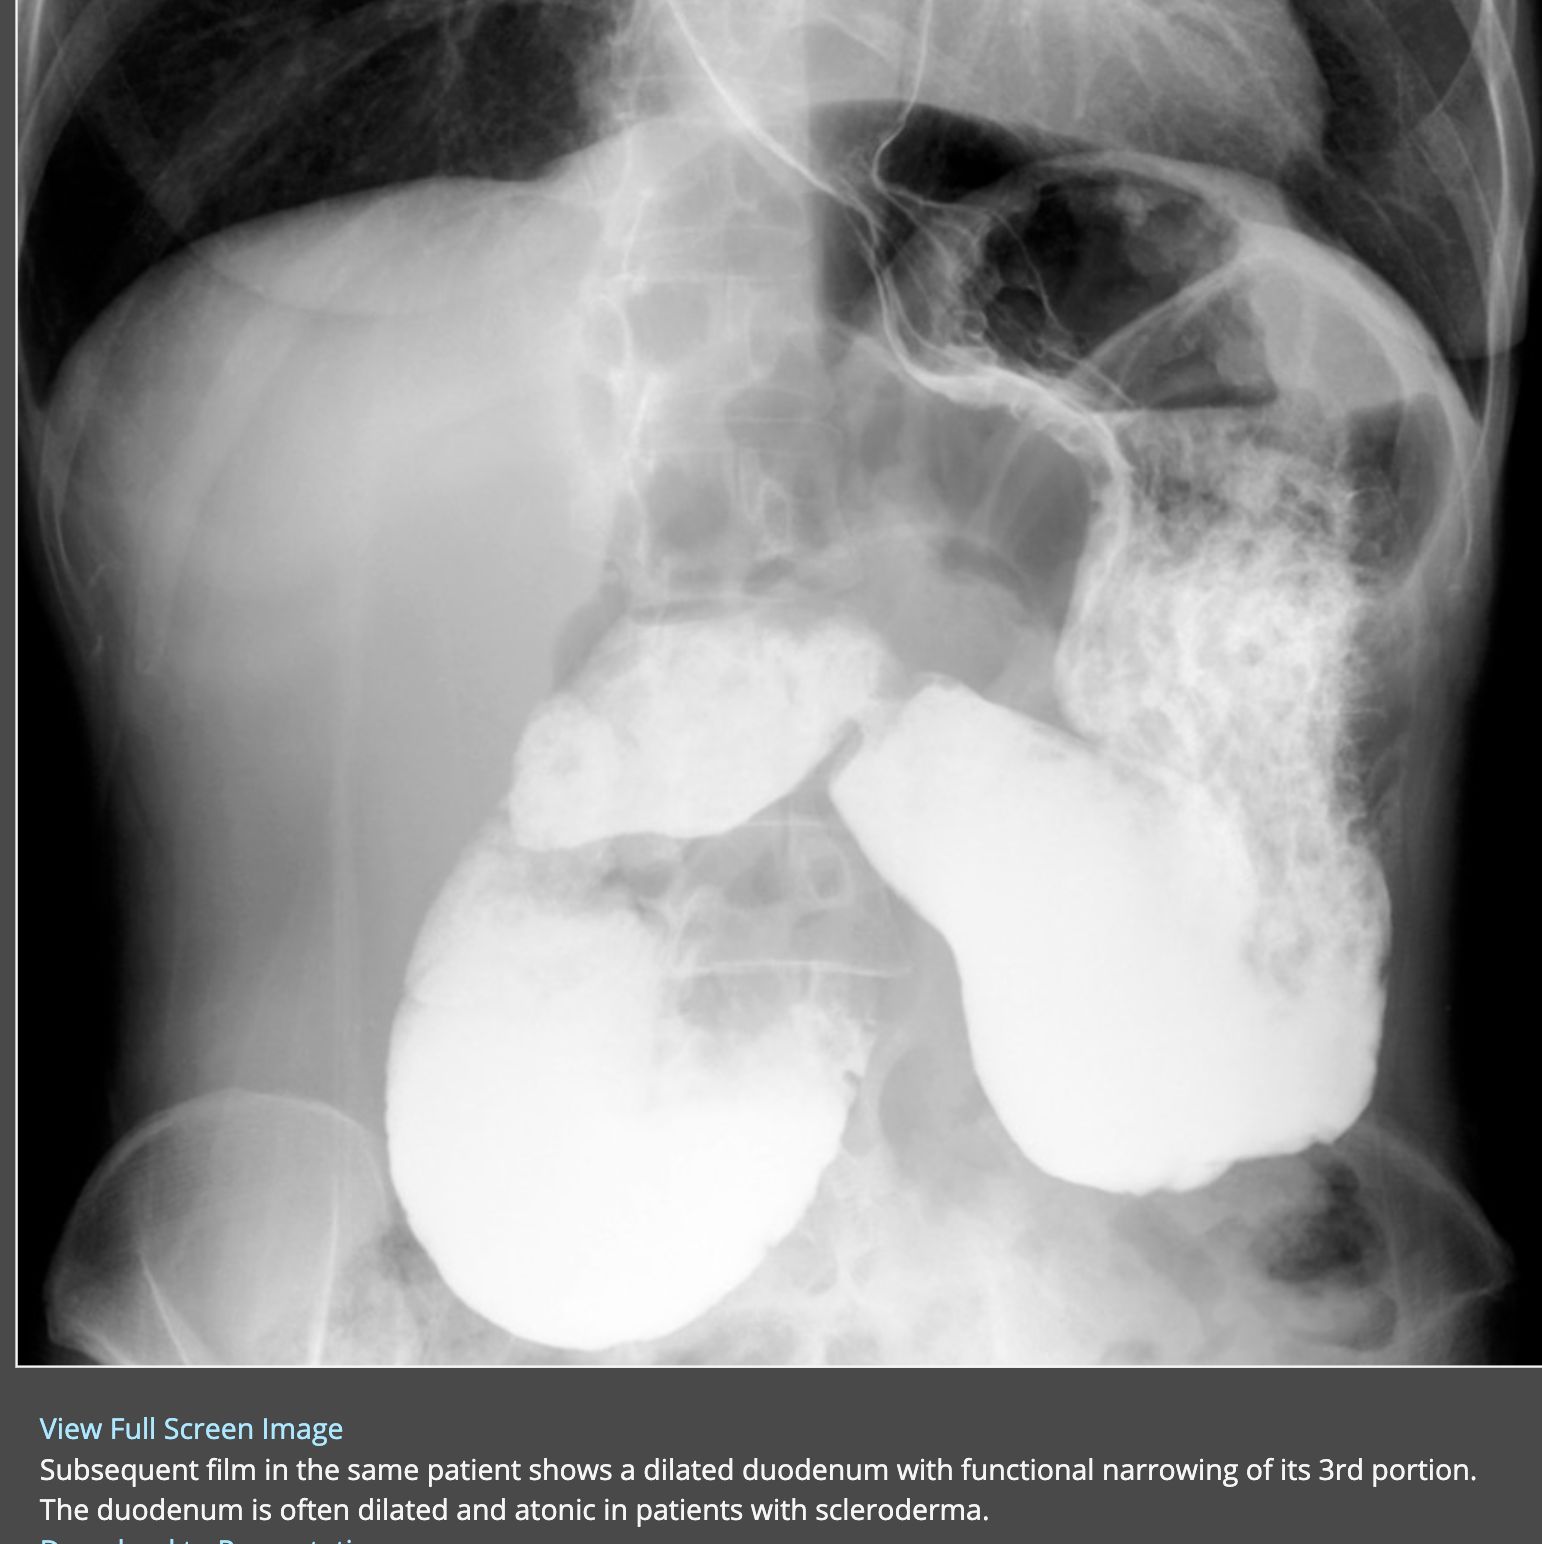 View Full Screen Image
Subsequent film in the same patient shows a dilated duodenum with functional narrowing of its 3rd portion.
The duodenum is often dilated and atonic in patients with scleroderma.